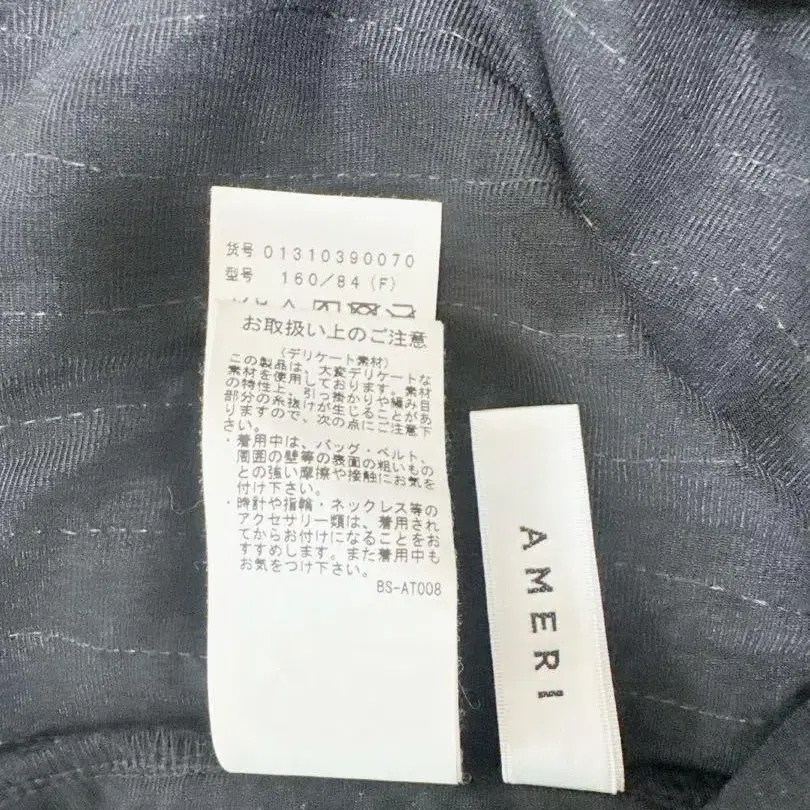 货号 01310390070
型号 160/84 (F)
お取扱い上のご注意
(デリケート素材)
この製品は、大変デリケートな
素材を使用しております。素材
の特性上、引っ掛かりや編み目
部分の糸抜けが生じることがあ
りますので、次の点にご注意下
さい。
・着用中は、バッグ・ベルト、
周囲の壁等の表面の粗いもの
との強い摩擦や接触にお気を
付け下さい。
・時計や指輪・ネックレス等の
アクセサリー類は、着用され
てからお付けになることをお
すすめします。また着用中も
お気をつけ下さい。
BS-AT008
AMERI